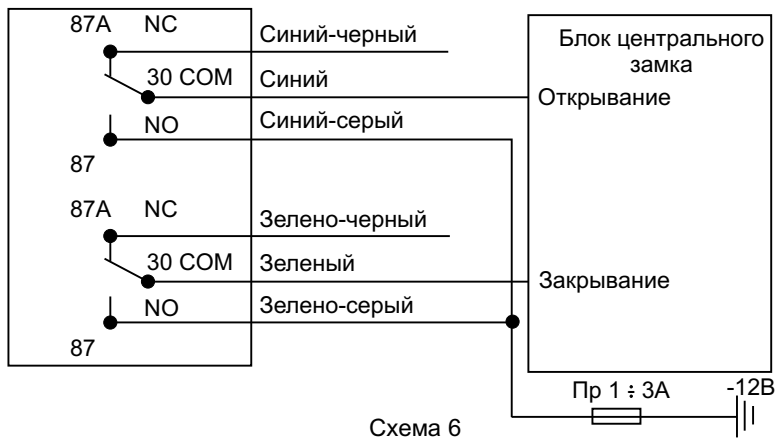 87A NC
Синий-черный
Блок центрального
замка
30 COM
Синий
Открывание
NO
Синий-серый
87
87A NC
Зелено-черный
30 COM
Зеленый
Закрывание
NO
Зелено-серый
87
Пр 1 ÷ 3А
-12В
Схема 6